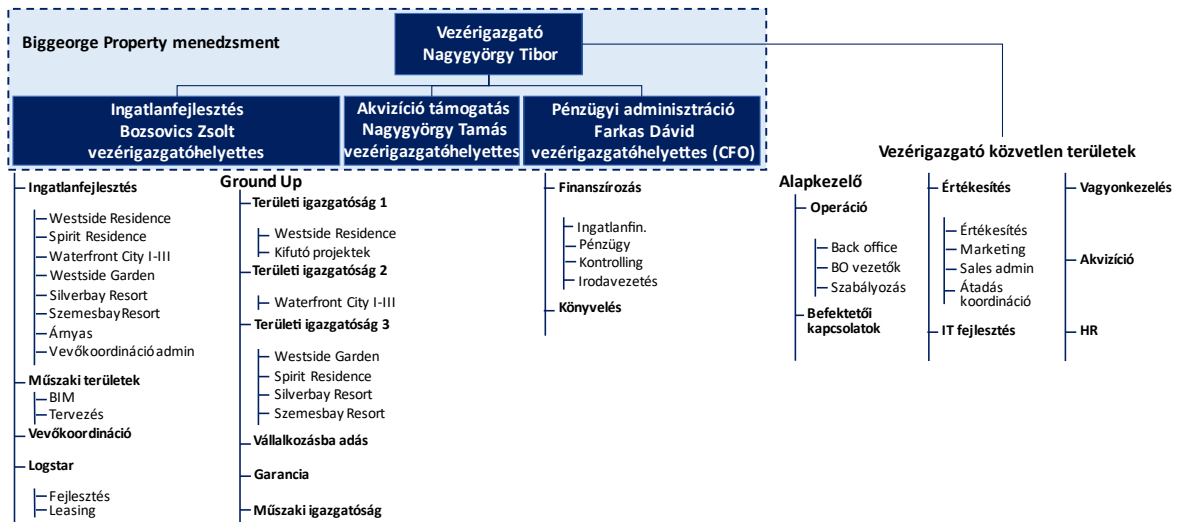 Biggeorge Property menedzsment
Vezérigazgató
Nagygyörgy Tibor
Ingatlanfejlesztés
Bozsovics Zsolt
vezérigazgatóhelyettes
Akvizíció támogatás
Nagygyörgy Tamás
vezérigazgatóhelyettes
Pénzügyi adminisztráció
Farkas Dávid
vezérigazgatóhelyettes (CFO)
Ingatlanfejlesztés
Westside Residence
Spirit Residence
Waterfront City I-III
Westside Garden
Silverbay Resort
Szemesbay Resort
Árnyas
Vevőkoordináció admin
Műszaki területek
BIM
Tervezés
Vevőkoordináció
Logstar
Fejlesztés
Leasing
Ground Up
Területi igazgatóság 1
Westside Residence
Kifutó projektek
Területi igazgatóság 2
Waterfront City I-III
Területi igazgatóság 3
Westside Garden
Spirit Residence
Silverbay Resort
Szemesbay Resort
Vállalkozásba adás
Garancia
Műszaki igazgatóság
Finanszírozás
Ingatlanfin.
Pénzügy
Kontrolling
Irodavezetés
Könyvelés
Vezérigazgató közvetlen területek
Alapkezelő
Operáció
Back office
BO vezetők
Szabályozás
Befektetői
kapcsolatok
Értékesítés
Értékesítés
Marketing
Sales admin
Átadás
koordináció
IT fejlesztés
Vagyonkezelés
Akvizíció
HR